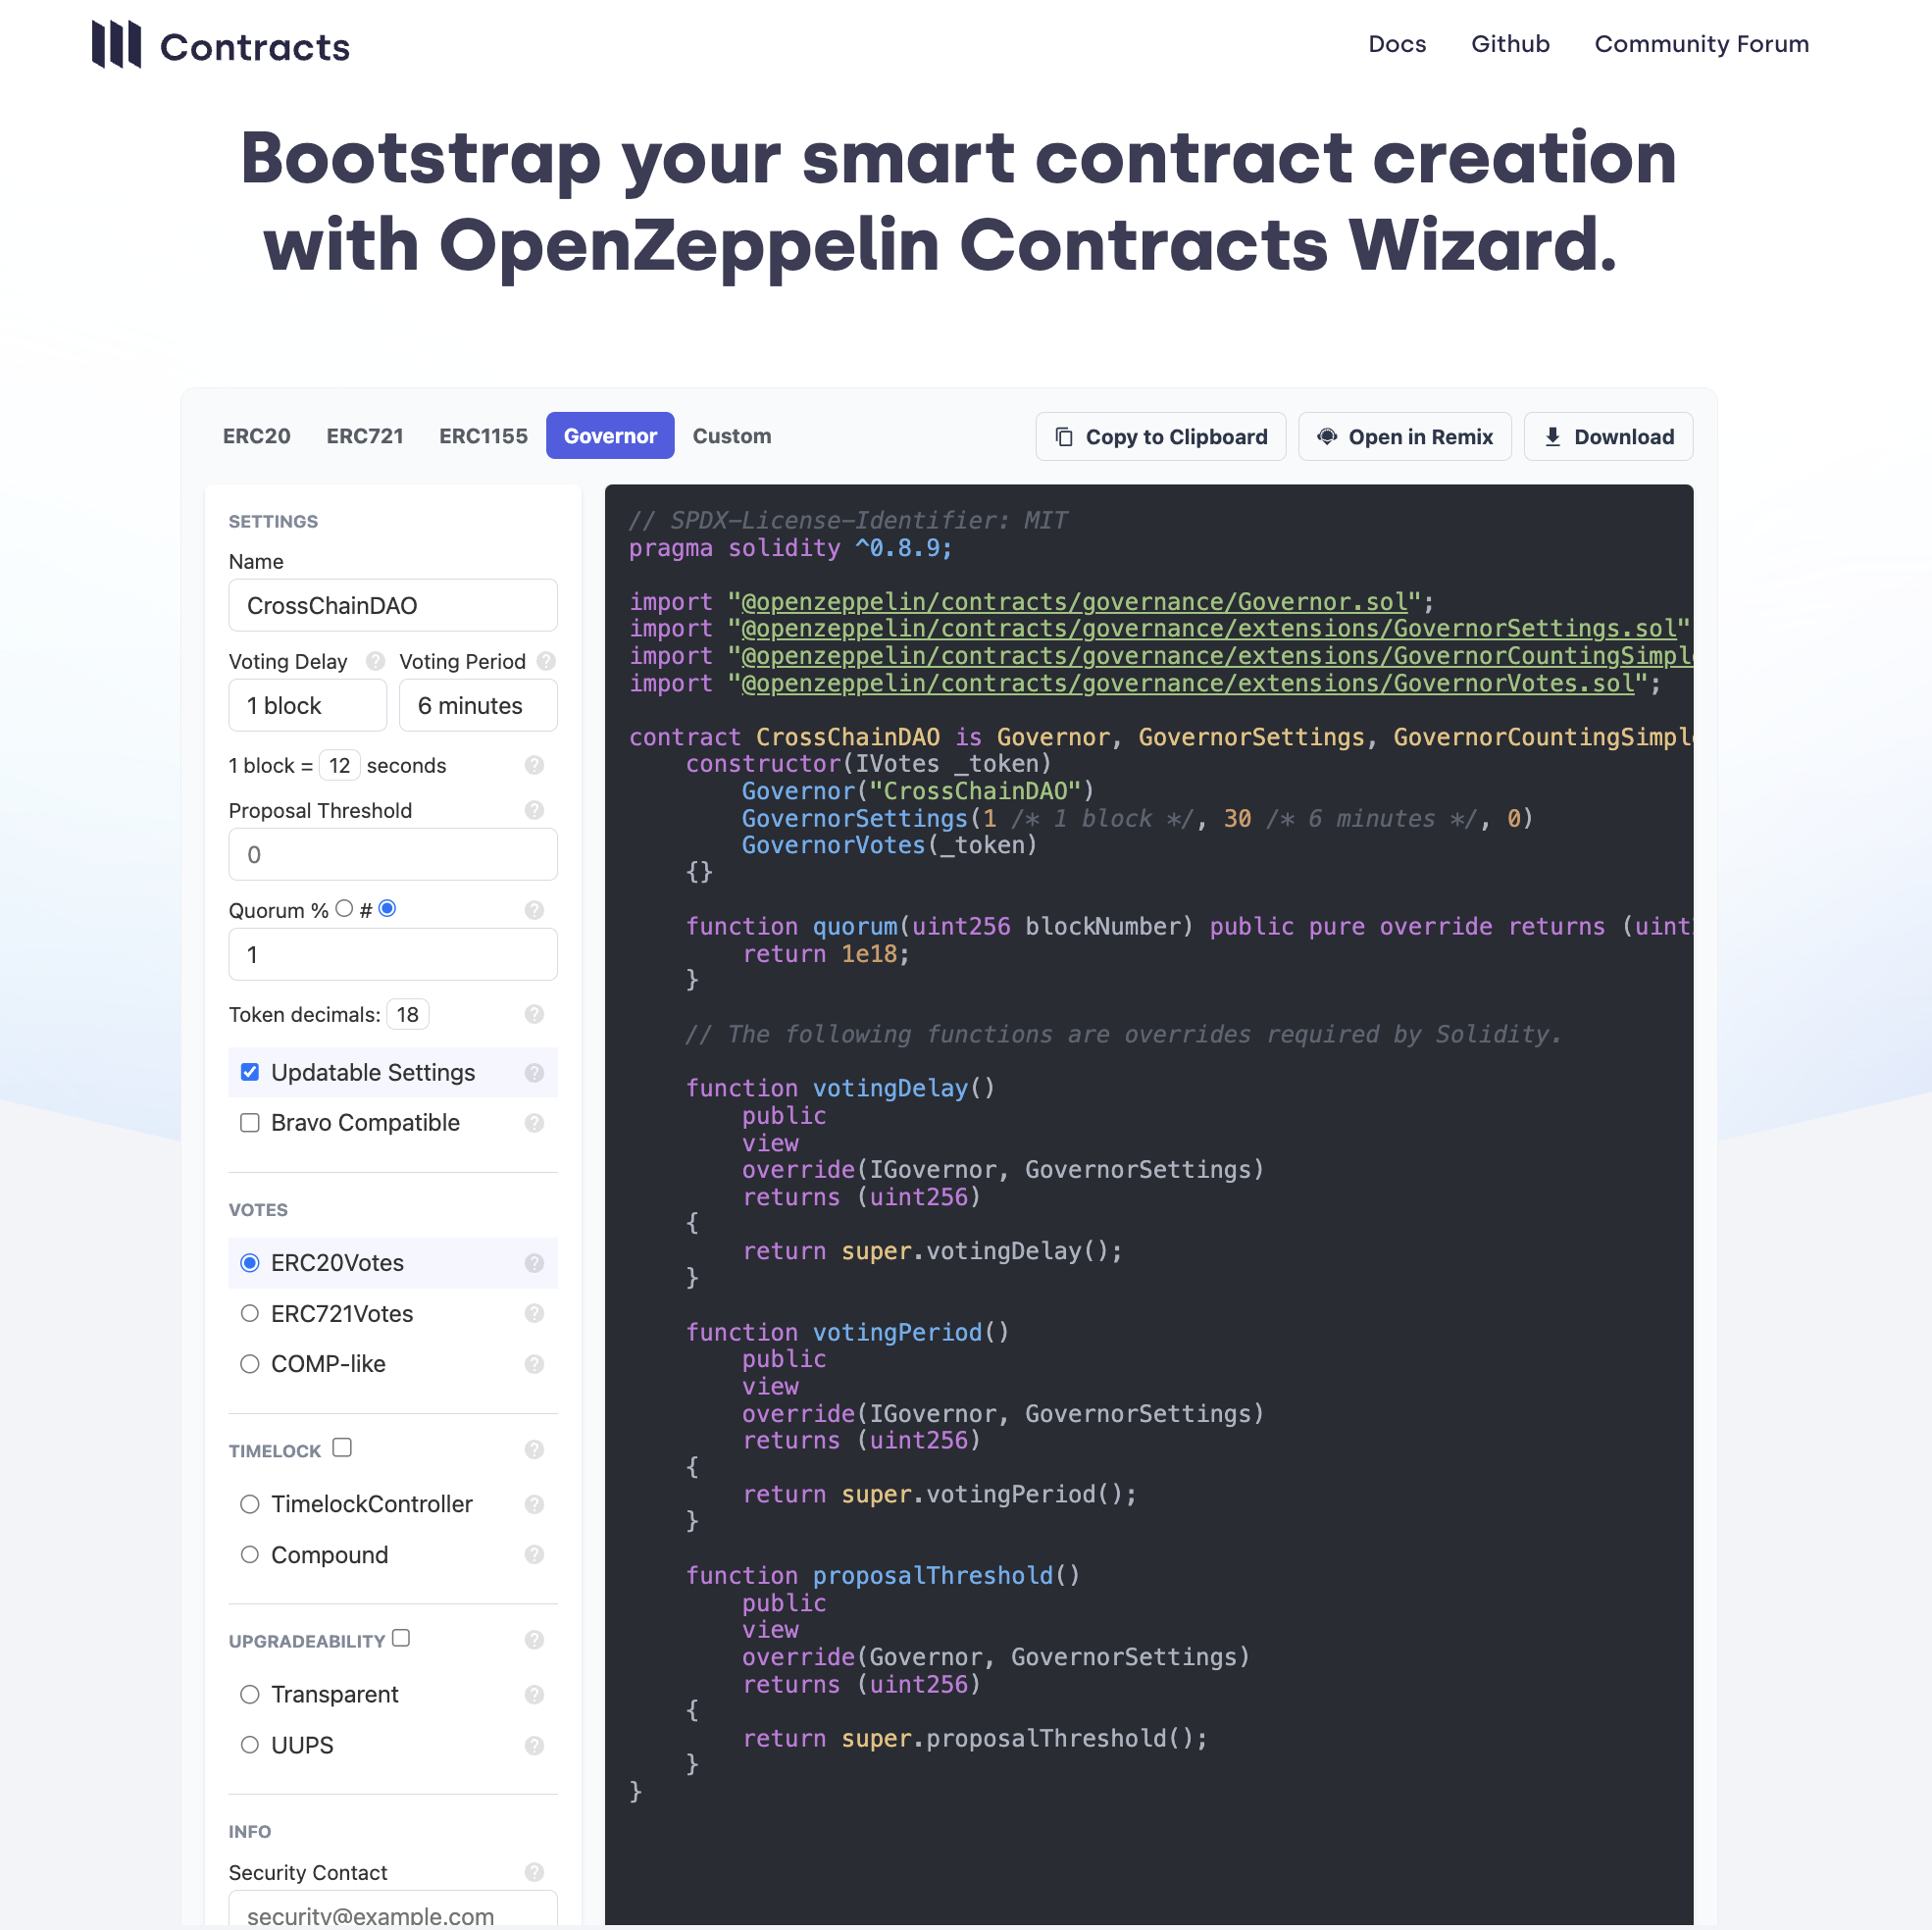 Contracts
Docs Github Community Forum
Bootstrap your smart contract creation
with OpenZeppelin Contracts Wizard.
ERC20 ERC721 ERC1155 Governor Custom
Copy to Clipboard Open in Remix Download
SETTINGS
Name
CrossChainDAO
Voting Delay ? Voting Period ?
1 block 6 minutes
1 block = 12 seconds ?
Proposal Threshold ?
0
Quorum % # ?
1
Token decimals: 18 ?
Updatable Settings ?
Bravo Compatible ?
VOTES
ERC20Votes ?
ERC721Votes ?
COMP-like ?
TIMELOCK ?
TimelockController ?
Compound ?
UPGRADEABILITY ?
Transparent ?
UUPS ?
INFO
Security Contact ?
security@example.com
// SPDX-License-Identifier: MIT
pragma solidity ^0.8.9;
import "@openzeppelin/contracts/governance/Governor.sol";
import "@openzeppelin/contracts/governance/extensions/GovernorSettings.sol"
import "@openzeppelin/contracts/governance/extensions/GovernorCountingSimpl
import "@openzeppelin/contracts/governance/extensions/GovernorVotes.sol";
contract CrossChainDAO is Governor, GovernorSettings, GovernorCountingSimpl
constructor(IVotes _token)
Governor("CrossChainDAO")
GovernorSettings(1 /* 1 block */, 30 /* 6 minutes */, 0)
GovernorVotes(_token)
{}
function quorum(uint256 blockNumber) public pure override returns (uint
return 1e18;
}
// The following functions are overrides required by Solidity.
function votingDelay()
public
view
override(IGovernor, GovernorSettings)
returns (uint256)
{
return super.votingDelay();
}
function votingPeriod()
public
view
override(IGovernor, GovernorSettings)
returns (uint256)
{
return super.votingPeriod();
}
function proposalThreshold()
public
view
override(Governor, GovernorSettings)
returns (uint256)
{
return super.proposalThreshold();
}
}